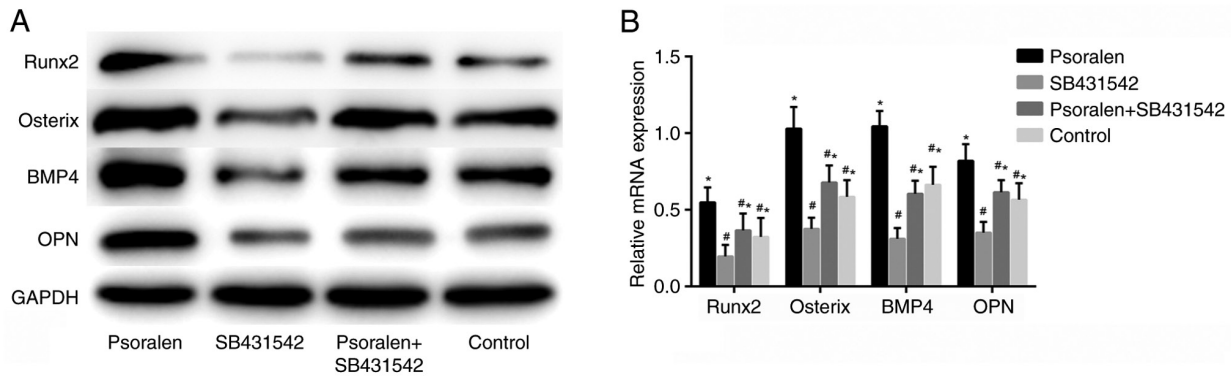 A
Runx2
Osterix
BMP4
OPN
GAPDH
Psoralen
SB431542
Psoralen+
SB431542
Control
B
Relative mRNA expression
1.5
1.0
0.5
0.0
*
#
#*
#*
*
#
#*
#*
*
#
#*
#*
*
#
#*
#*
Runx2
Osterix
BMP4
OPN
Psoralen
SB431542
Psoralen+SB431542
Control